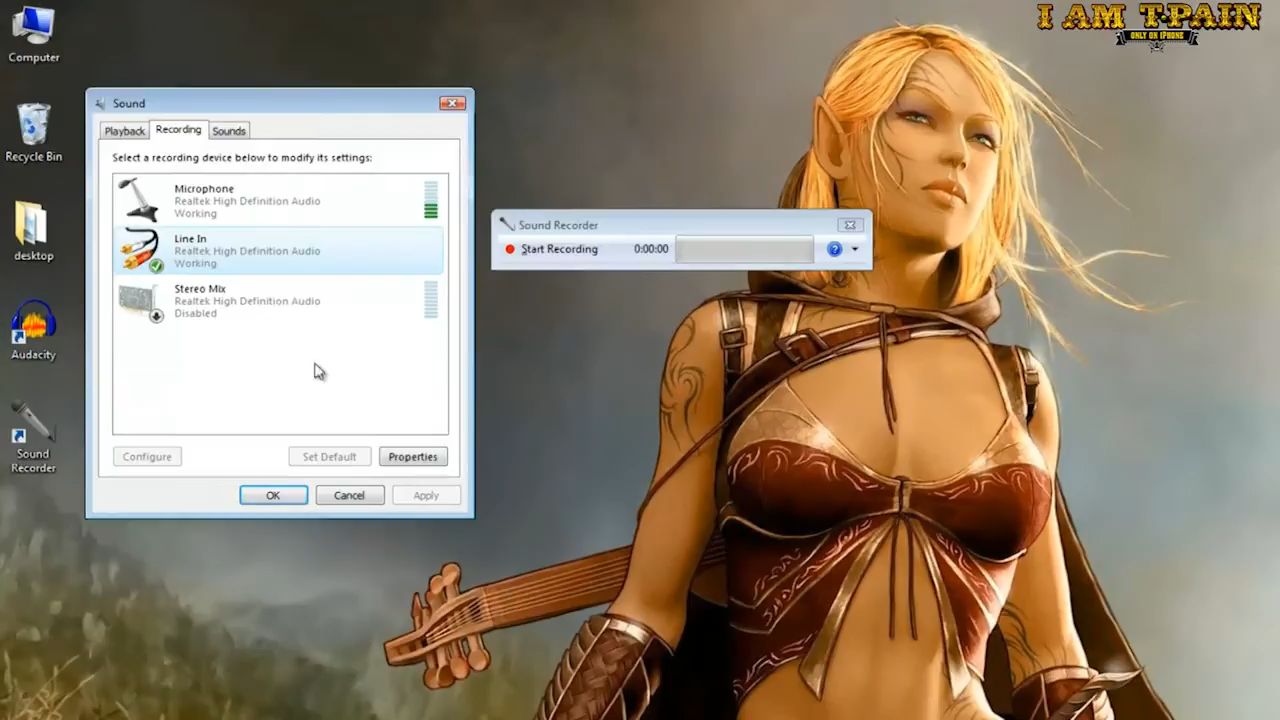 I AM T-PAIN
ONLY ON IPHONE
Computer
Recycle Bin
desktop
Audacity
Sound
Recorder
Sound
Playback
Recording
Sounds
Select a recording device below to modify its settings:
Microphone
Realtek High Definition Audio
Working
Line In
Realtek High Definition Audio
Working
Stereo Mix
Realtek High Definition Audio
Disabled
Configure
Set Default
Properties
OK
Cancel
Apply
Sound Recorder
Start Recording
0:00:00
?